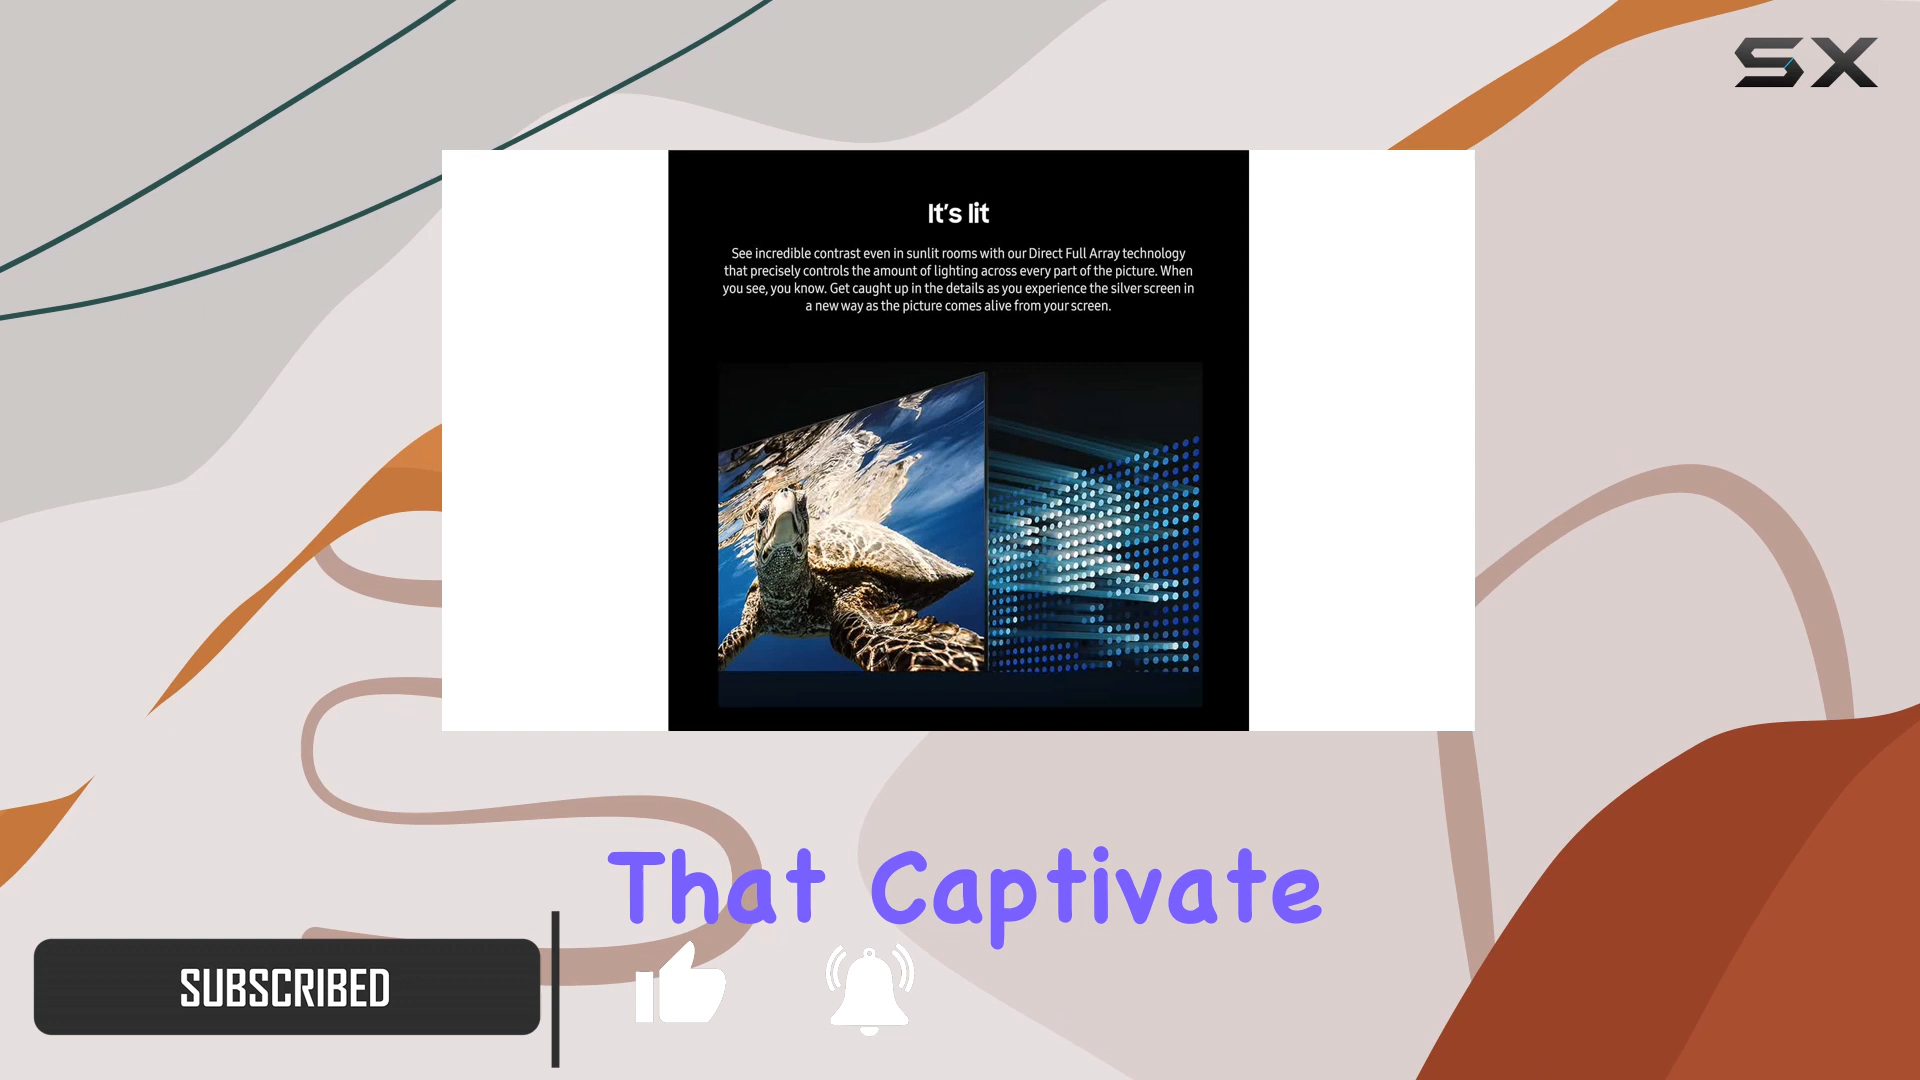 SX
It's lit
See incredible contrast even in sunlit rooms with our Direct Full Array technology
that precisely controls the amount of lighting across every part of the picture. When
you see, you know. Get caught up in the details as you experience the silver screen in
a new way as the picture comes alive from your screen.
That Captivate
SUBSCRIBED